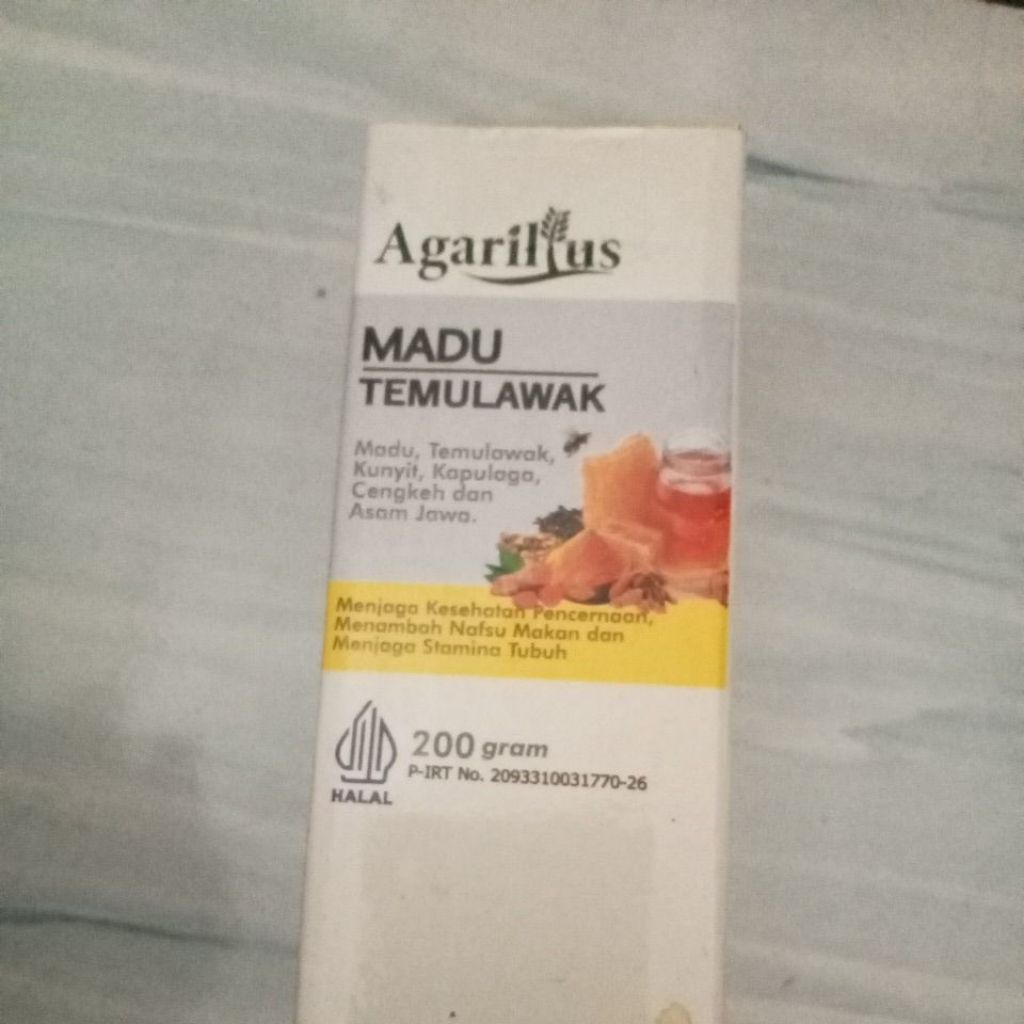 Agarillus
MADU
TEMULAWAK
Madu, Temulawak,
Kunyit, Kapulaga,
Cengkeh dan
Asam Jawa.
Menjaga Kesehatan Pencernaan,
Menambah Nafsu Makan dan
Menjaga Stamina Tubuh
200 gram
P-IRT No. 2093310031770-26
HALAL